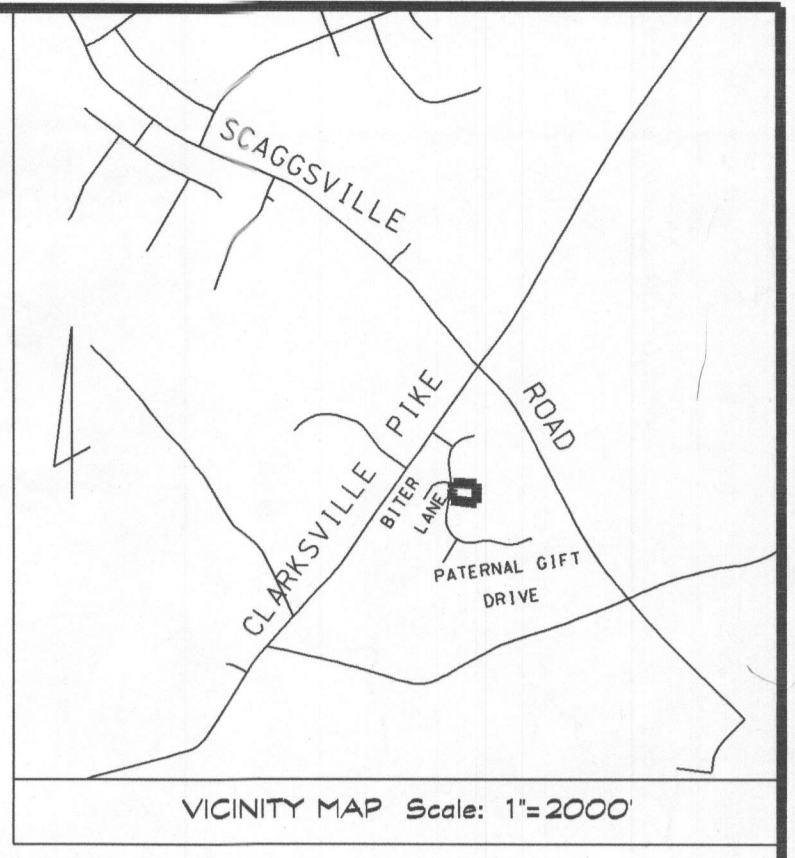 SCAGGSVILLE
ROAD
CLARKSVILLE PIKE
BITER
LANE
PATERNAL GIFT
DRIVE
VICINITY MAP Scale: 1"=2000'